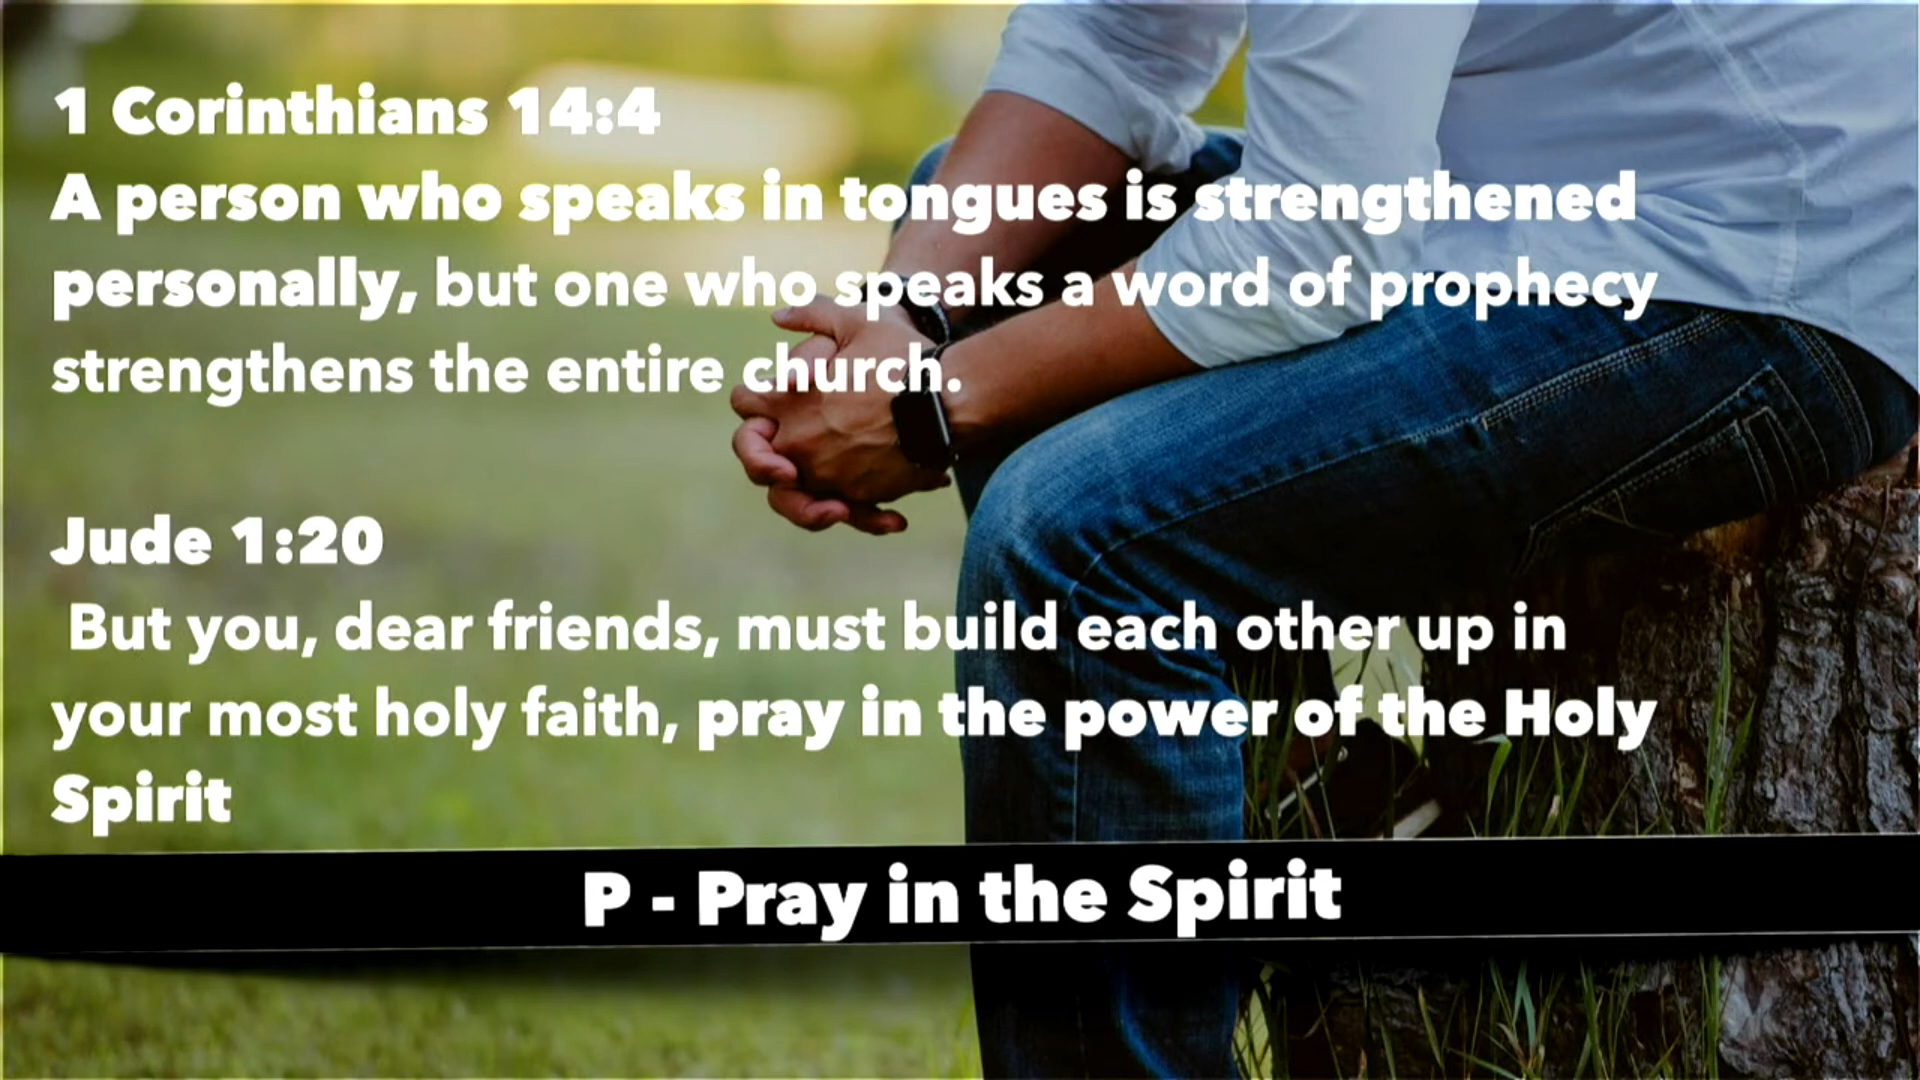 1 Corinthians 14:4
A person who speaks in tongues is strengthened
personally, but one who speaks a word of prophecy
strengthens the entire church.
Jude 1:20
But you, dear friends, must build each other up in
your most holy faith, pray in the power of the Holy
Spirit
P - Pray in the Spirit